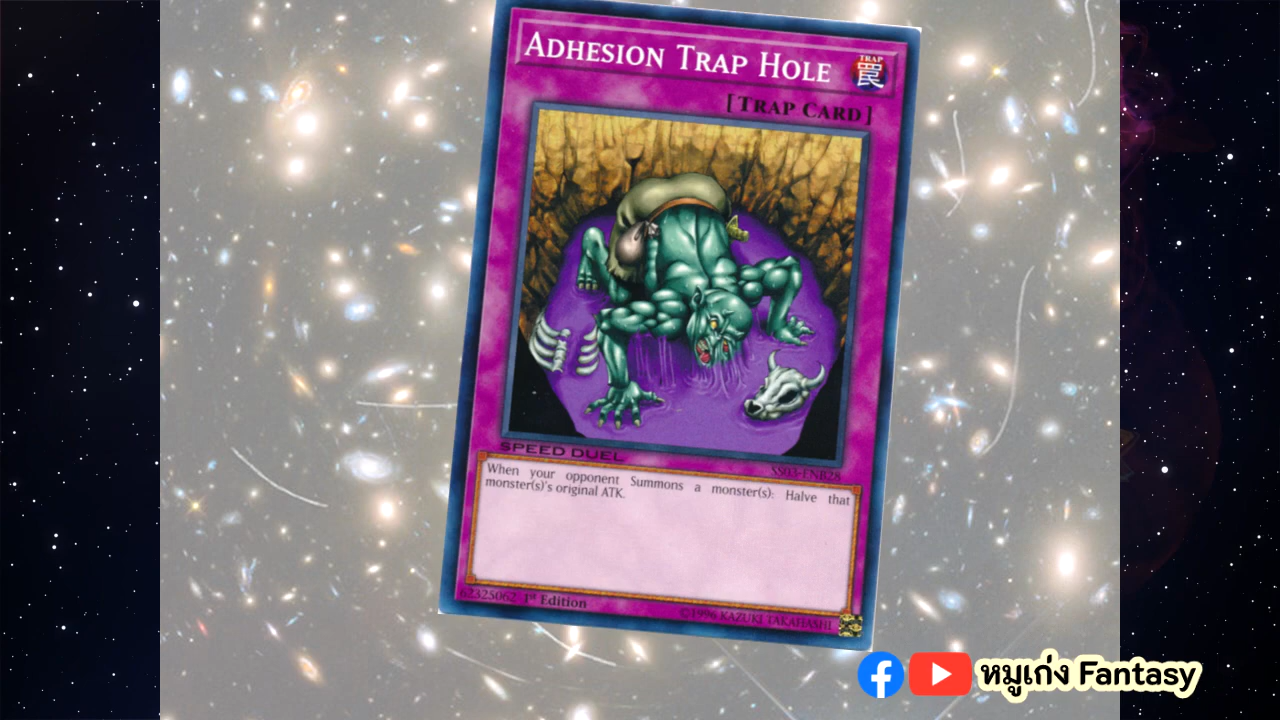 ADHESION TRAP HOLE
TRAP
罠
[TRAP CARD]
SPEED DUEL
SS03-ENB28
When your opponent Summons a monster(s): Halve that
monster(s)'s original ATK.
62325062 1st Edition
©1996 KAZUKI TAKAHASHI
หมูเก่ง Fantasy